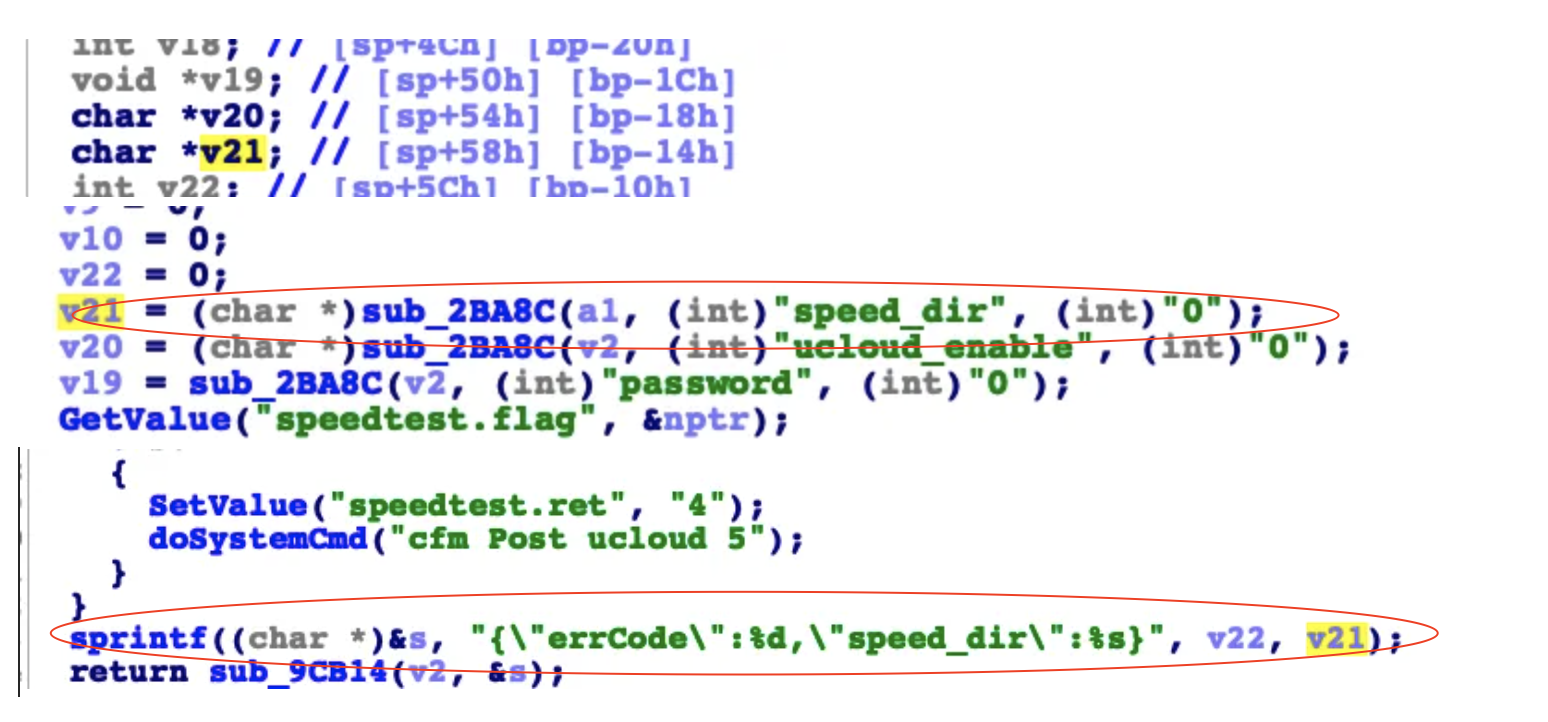 int v18; // [sp+4Ch] [bp-20h]
void *v19; // [sp+50h] [bp-1Ch]
char *v20; // [sp+54h] [bp-18h]
char *v21; // [sp+58h] [bp-14h]
int v22; // [sp+5Ch] [bp-10h]
v9 = 0;
v10 = 0;
v22 = 0;
v21 = (char *)sub_2BA8C(a1, (int)"speed_dir", (int)"0");
v20 = (char *)sub_2BA8C(v2, (int)"ucloud_enable", (int)"0");
v19 = sub_2BA8C(v2, (int)"password", (int)"0");
GetValue("speedtest.flag", &nptr);
{
SetValue("speedtest.ret", "4");
doSystemCmd("cfm Post ucloud 5");
}
}
sprintf((char *)&s, "{\"errCode\":%d,\"speed_dir\":%s}", v22, v21);
return sub_9CB14(v2, &s);